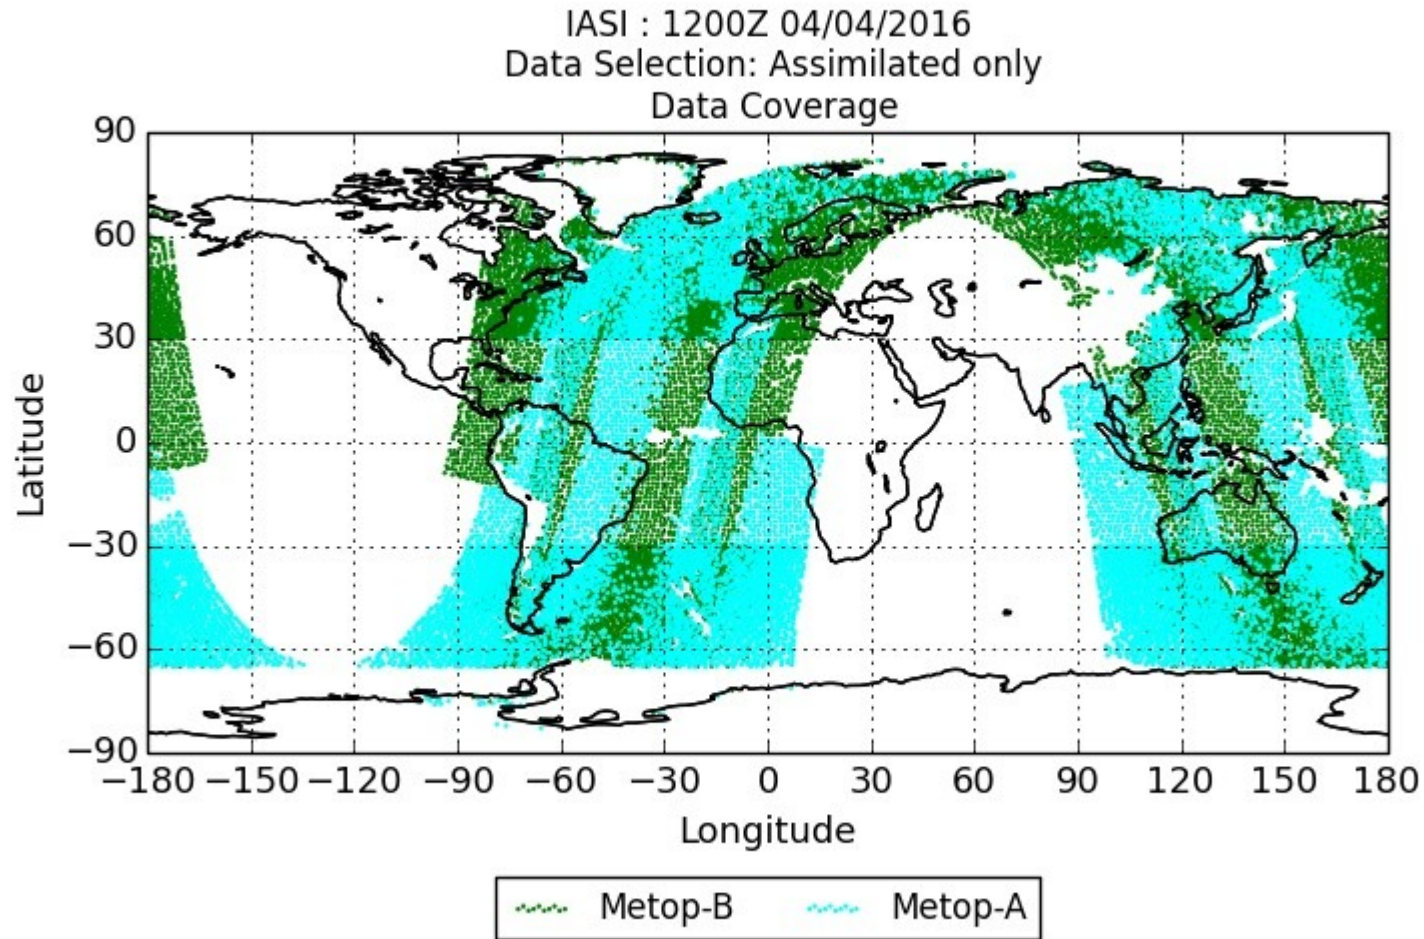 IASI : 1200Z 04/04/2016
Data Selection: Assimilated only
Data Coverage
90
60
30
0
−30
−60
−90
−180 −150 −120 −90 −60 −30 0 30 60 90 120 150 180
Latitude
Longitude
Metop-B Metop-A